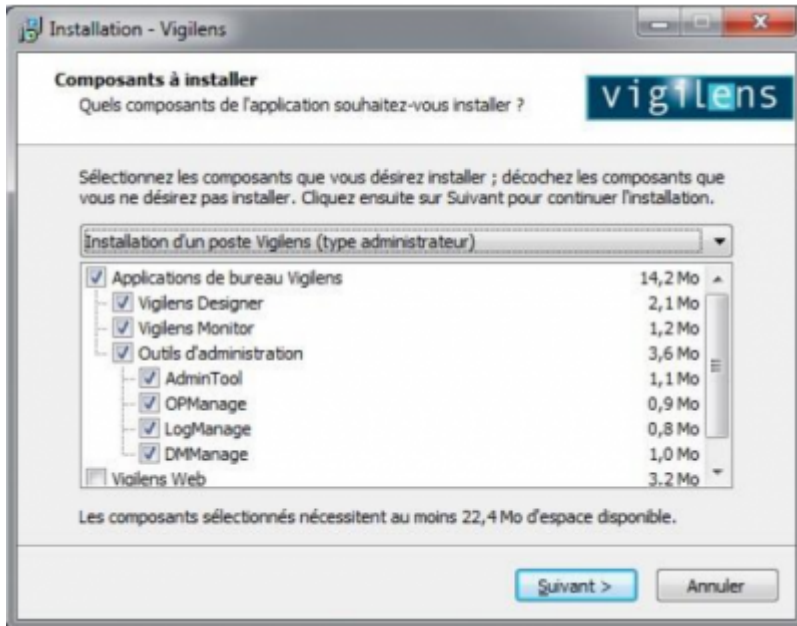 Installation - Vigilens
Composants à installer
Quels composants de l'application souhaitez-vous installer ?
vigilens
Sélectionnez les composants que vous désirez installer ; décochez les composants que
vous ne désirez pas installer. Cliquez ensuite sur Suivant pour continuer l'installation.
Installation d'un poste Vigilens (type administrateur)
Applications de bureau Vigilens 14,2 Mo
Vigilens Designer 2,1 Mo
Vigilens Monitor 1,2 Mo
Outils d'administration 3,6 Mo
AdminTool 1,1 Mo
OPManage 0,9 Mo
LogManage 0,8 Mo
DMManage 1,0 Mo
Vigilens Web 3,2 Mo
Les composants sélectionnés nécessitent au moins 22,4 Mo d'espace disponible.
Suivant > Annuler